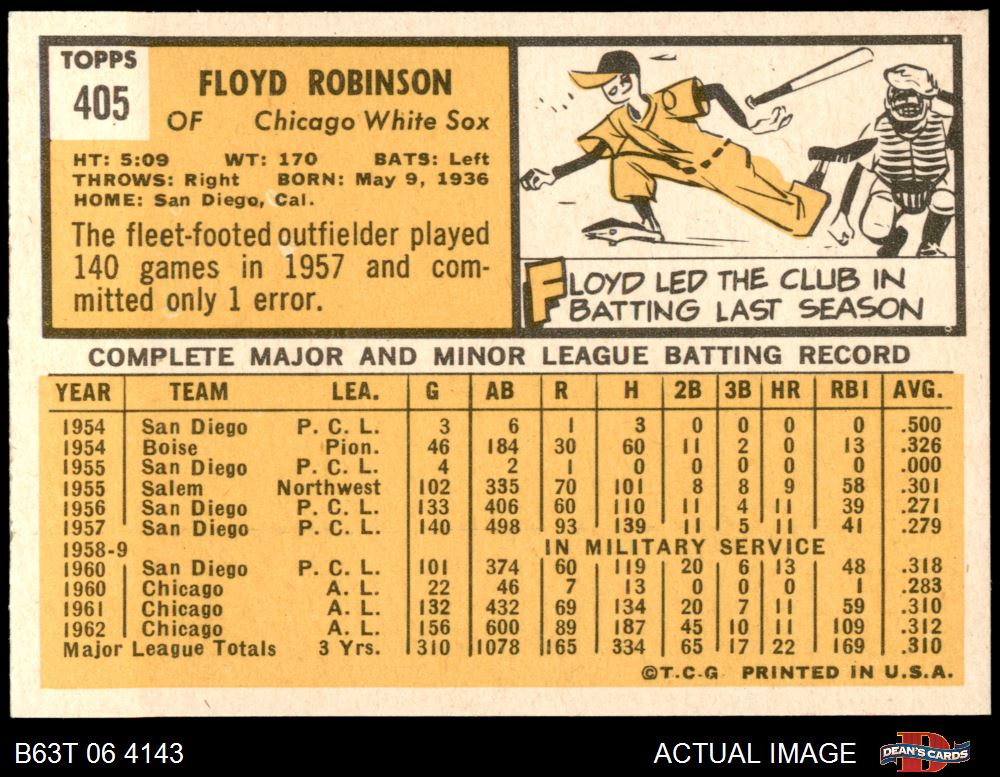 TOPPS
405
FLOYD ROBINSON
OF Chicago White Sox
HT: 5:09 WT: 170 BATS: Left
THROWS: Right BORN: May 9, 1936
HOME: San Diego, Cal.
The fleet-footed outfielder played
140 games in 1957 and com-
mitted only 1 error.
FLOYD LED THE CLUB IN
BATTING LAST SEASON
COMPLETE MAJOR AND MINOR LEAGUE BATTING RECORD
YEAR TEAM LEA. G AB R H 2B 3B HR RBI AVG.
1954 San Diego P. C. L. 3 6 1 3 0 0 0 0 .500
1954 Boise Pion. 46 184 30 60 11 2 0 13 .326
1955 San Diego P. C. L. 4 2 1 0 0 0 0 0 .000
1955 Salem Northwest 102 335 70 101 8 8 9 58 .301
1956 San Diego P. C. L. 133 406 60 110 11 4 11 39 .271
1957 San Diego P. C. L. 140 498 93 139 11 5 11 41 .279
1958-9 IN MILITARY SERVICE
1960 San Diego P. C. L. 101 374 60 119 20 6 13 48 .318
1960 Chicago A. L. 22 46 7 13 0 0 0 1 .283
1961 Chicago A. L. 132 432 69 134 20 7 11 59 .310
1962 Chicago A. L. 156 600 89 187 45 10 11 109 .312
Major League Totals 3 Yrs. 310 1078 165 334 65 17 22 169 .310
©T.C.G. PRINTED IN U.S.A.
B63T 06 4143 ACTUAL IMAGE DEAN'S CARDS